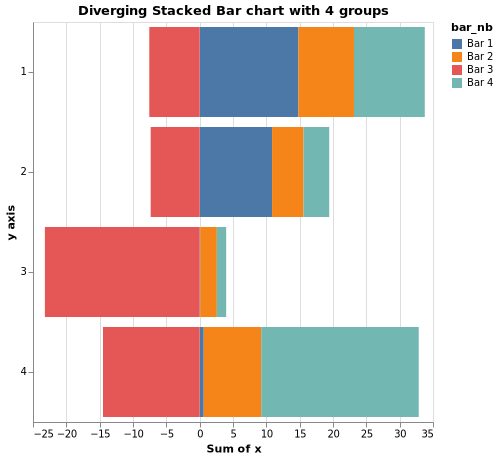 Diverging Stacked Bar chart with 4 groups
bar_nb
Bar 1
Bar 2
Bar 3
Bar 4
y axis
1
2
3
4
−25 −20 −15 −10 −5 0 5 10 15 20 25 30 35
Sum of x